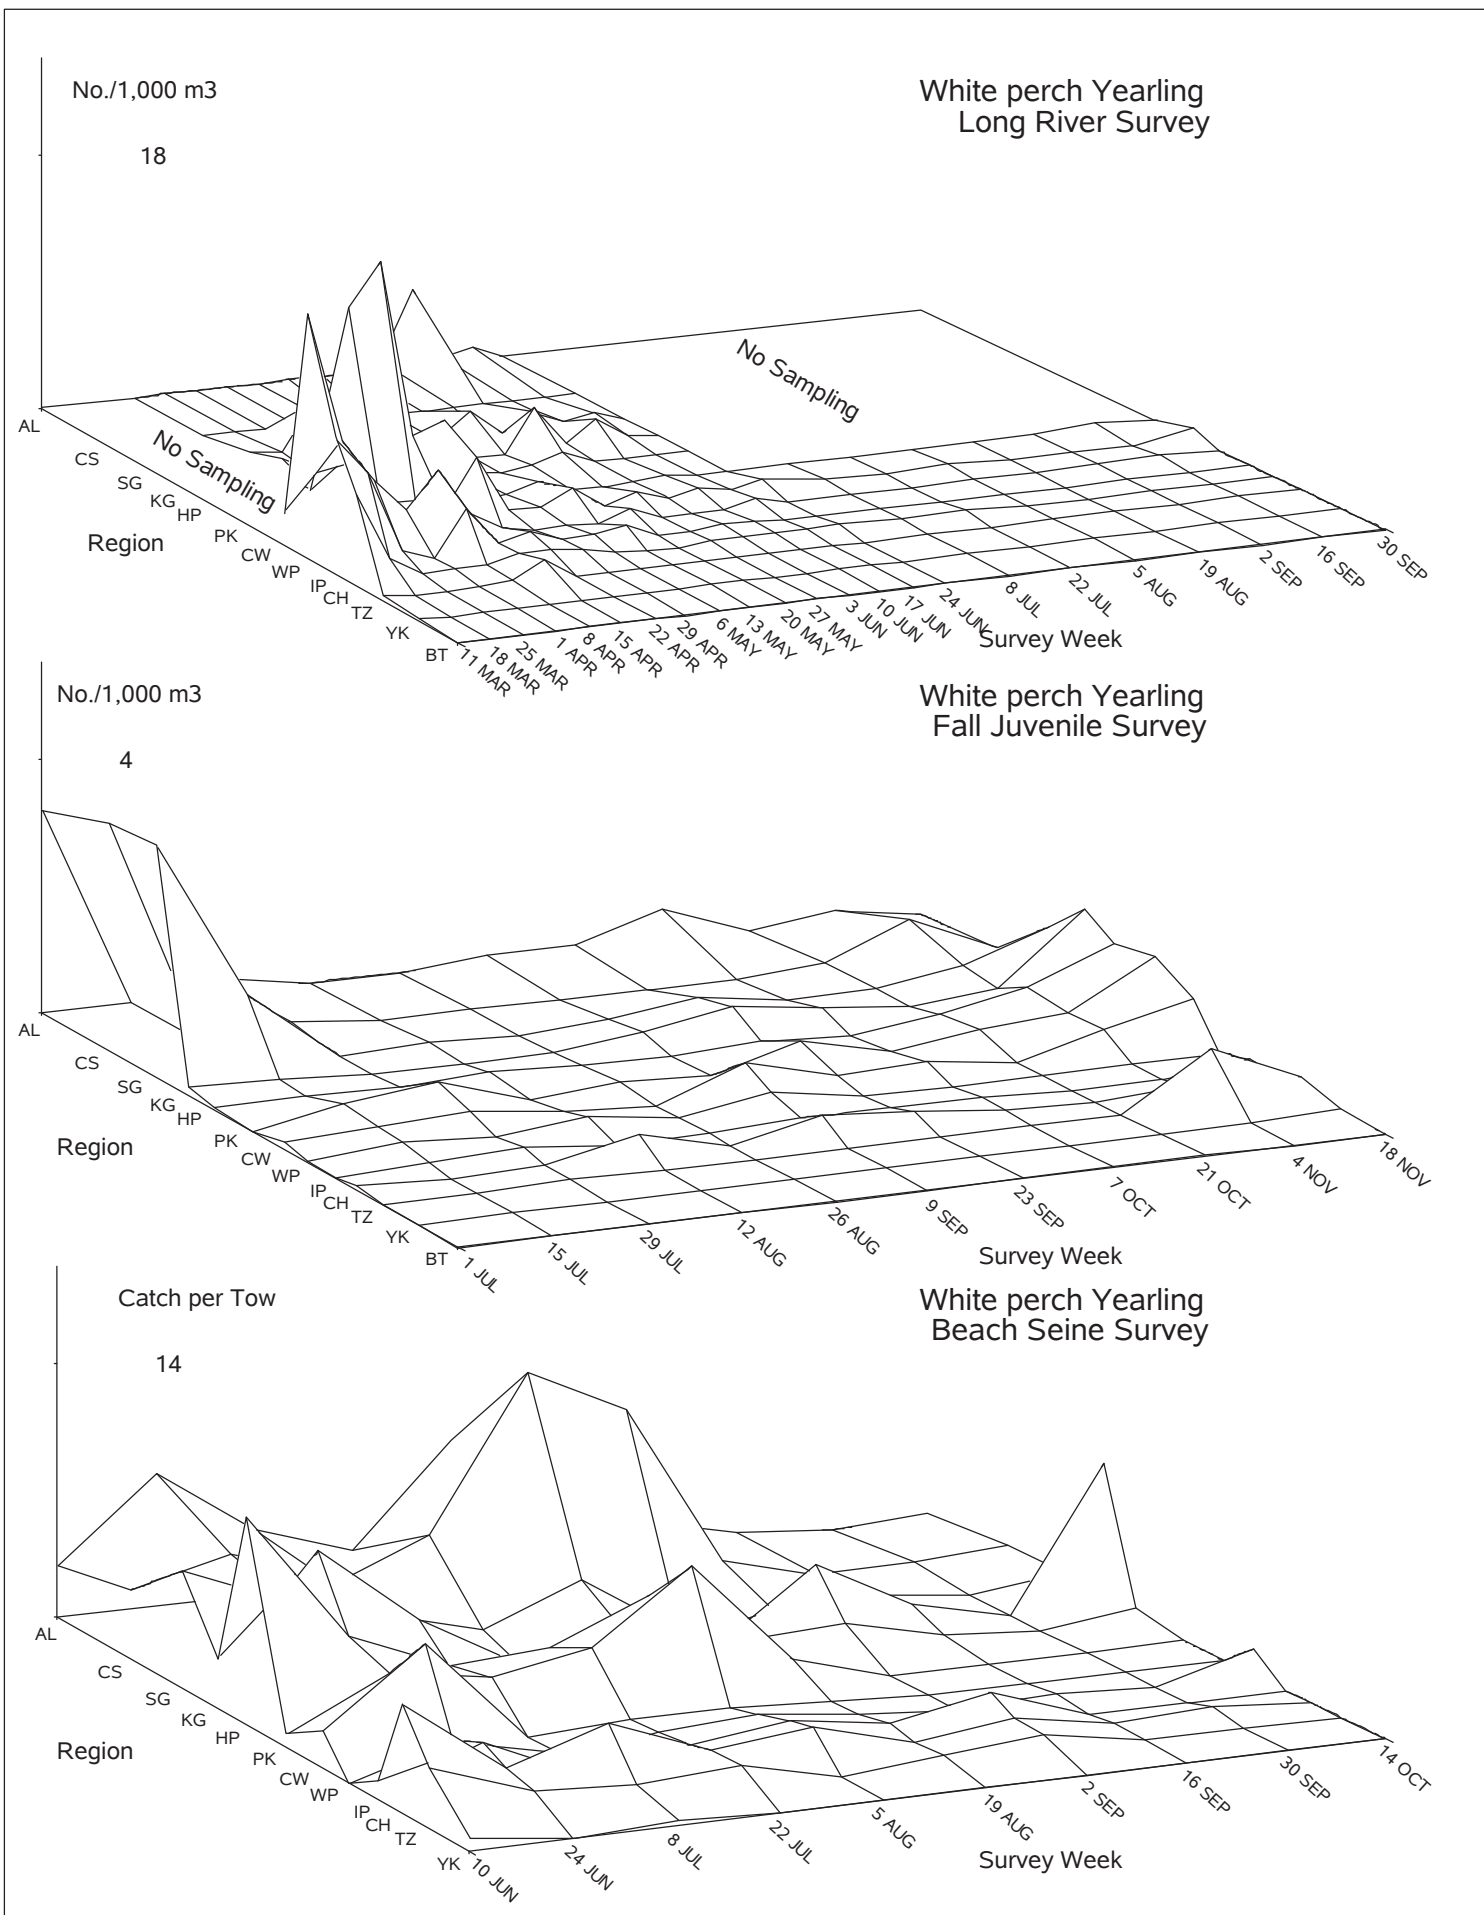 No./1,000 m3
White perch Yearling
Long River Survey
18
No Sampling
No Sampling
AL
CS
SG
KG
HP
PK
CW
WP
IP
CH
TZ
YK
BT
Region
11 MAR
18 MAR
25 MAR
1 APR
8 APR
15 APR
22 APR
29 APR
6 MAY
13 MAY
20 MAY
27 MAY
3 JUN
10 JUN
17 JUN
24 JUN
8 JUL
22 JUL
5 AUG
19 AUG
2 SEP
16 SEP
30 SEP
Survey Week
No./1,000 m3
White perch Yearling
Fall Juvenile Survey
4
AL
CS
SG
KG
HP
PK
CW
WP
IP
CH
TZ
YK
BT
Region
1 JUL
15 JUL
29 JUL
12 AUG
26 AUG
9 SEP
23 SEP
7 OCT
21 OCT
4 NOV
18 NOV
Survey Week
Catch per Tow
White perch Yearling
Beach Seine Survey
14
AL
CS
SG
KG
HP
PK
CW
WP
IP
CH
TZ
YK
Region
10 JUN
24 JUN
8 JUL
22 JUL
5 AUG
19 AUG
2 SEP
16 SEP
30 SEP
14 OCT
Survey Week